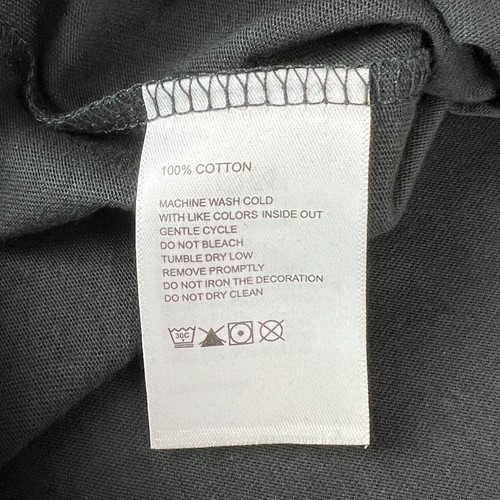 100% COTTON
MACHINE WASH COLD
WITH LIKE COLORS INSIDE OUT
GENTLE CYCLE
DO NOT BLEACH
TUMBLE DRY LOW
REMOVE PROMPTLY
DO NOT IRON THE DECORATION
DO NOT DRY CLEAN
30C